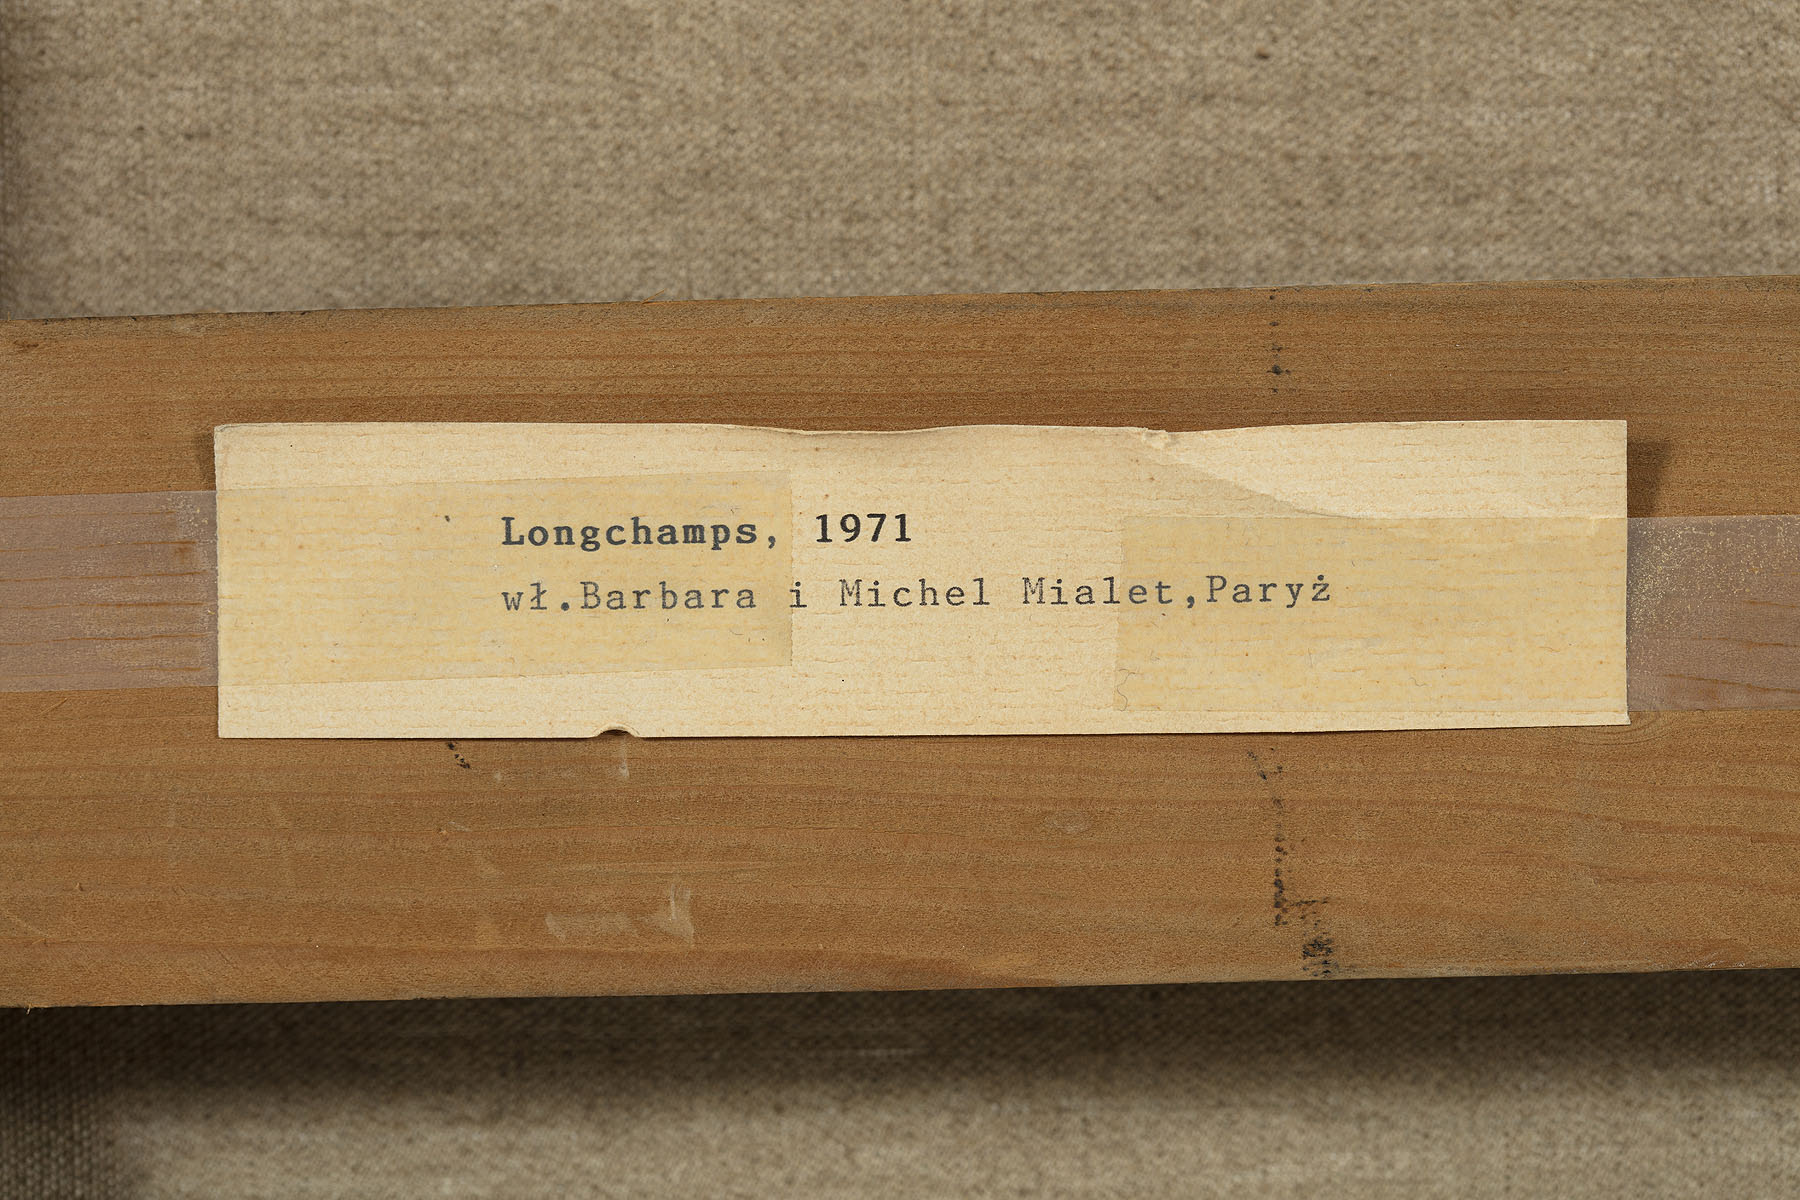 Longchamps, 1971
wł.Barbara i Michel Mialet,Paryż